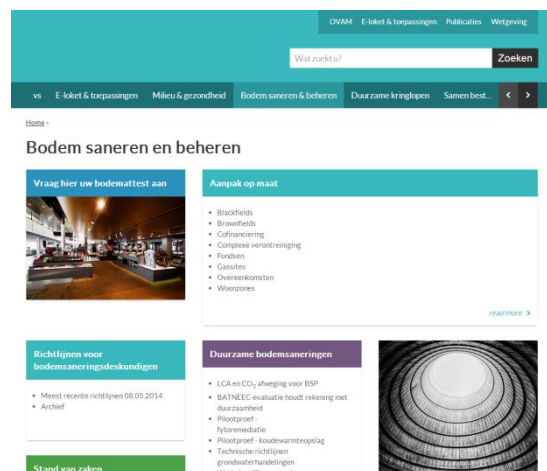 OVAM E-loket & toepassingen Publicaties Wetgeving
Wat zoekt u? Zoeken
vs E-loket & toepassingen Milieu & gezondheid Bodem saneren & beheren Duurzame kringlopen Samen best...
Home ›
Bodem saneren en beheren
Vraag hier uw bodemattest aan
Aanpak op maat
• Blackfields
• Brownfields
• Cofinanciering
• Complexe verontreiniging
• Fondsen
• Gassites
• Overeenkomsten
• Woonzones
read more
Richtlijnen voor
bodemsaneringsdeskundigen
• Meest recente richtlijnen 08.05.2014
• Archief
Duurzame bodemsaneringen
• LCA en CO₂ afweging voor BSP
• BATNEEC-evaluatie houdt rekening met
duurzaamheid
• Pilootproef -
fytoremediatie
• Pilootproef - koudewarmteopslag
• Technische richtlijnen
grondwaterhandelingen
Stand van zaken